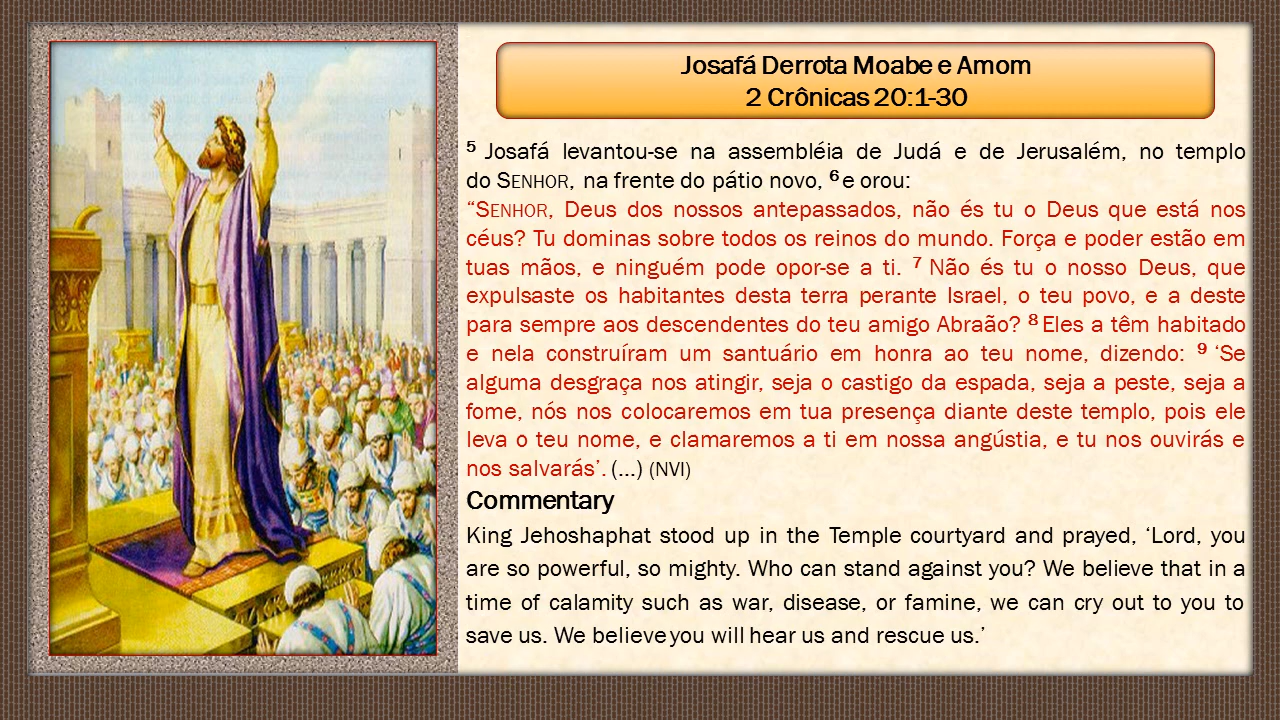 Josafá Derrota Moabe e Amom
2 Crônicas 20:1-30
5 Josafá levantou-se na assembléia de Judá e de Jerusalém, no templo
do SENHOR, na frente do pátio novo, 6 e orou:
“SENHOR, Deus dos nossos antepassados, não és tu o Deus que está nos
céus? Tu dominas sobre todos os reinos do mundo. Força e poder estão em
tuas mãos, e ninguém pode opor-se a ti. 7 Não és tu o nosso Deus, que
expulsaste os habitantes desta terra perante Israel, o teu povo, e a deste
para sempre aos descendentes do teu amigo Abraão? 8 Eles a têm habitado
e nela construíram um santuário em honra ao teu nome, dizendo: 9 ‘Se
alguma desgraça nos atingir, seja o castigo da espada, seja a peste, seja a
fome, nós nos colocaremos em tua presença diante deste templo, pois ele
leva o teu nome, e clamaremos a ti em nossa angústia, e tu nos ouvirás e
nos salvarás’. (...) (NVI)
Commentary
King Jehoshaphat stood up in the Temple courtyard and prayed, ‘Lord, you
are so powerful, so mighty. Who can stand against you? We believe that in a
time of calamity such as war, disease, or famine, we can cry out to you to
save us. We believe you will hear us and rescue us.’